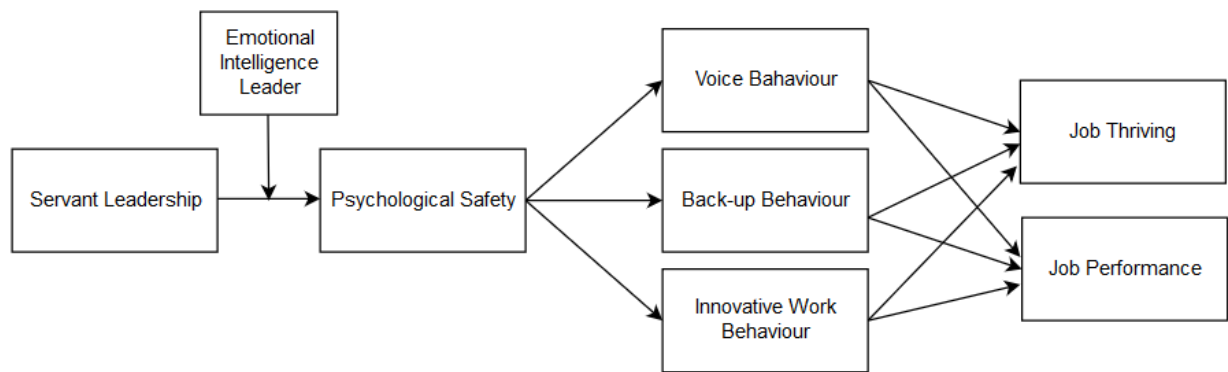 Emotional
Intelligence
Leader
Servant Leadership
Psychological Safety
Voice Bahaviour
Back-up Behaviour
Innovative Work
Behaviour
Job Thriving
Job Performance